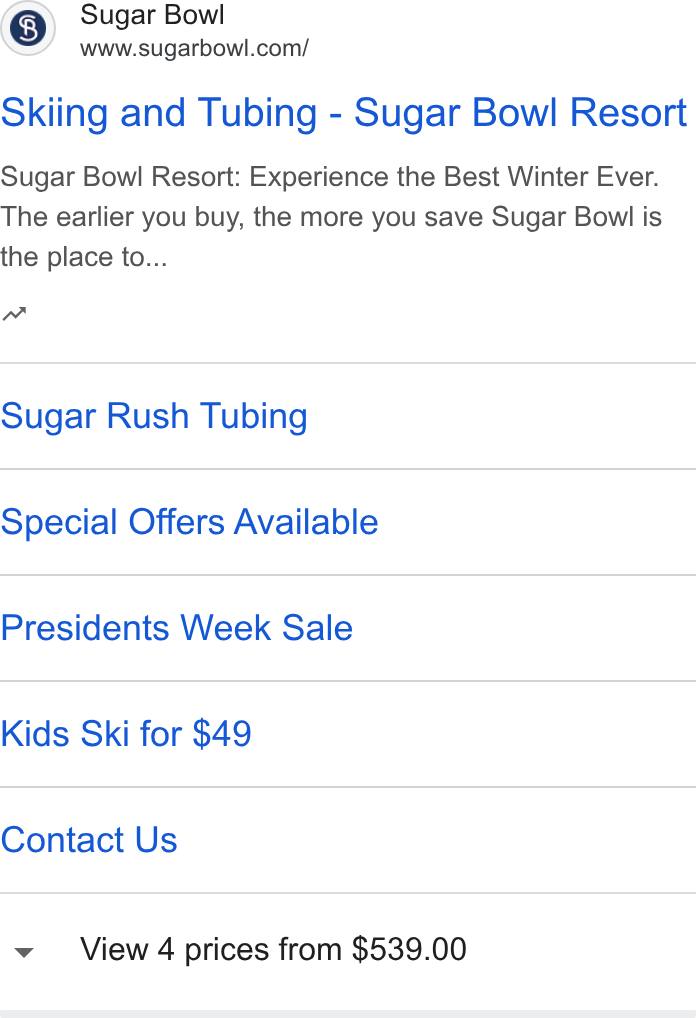 Sugar Bowl
www.sugarbowl.com/
Skiing and Tubing - Sugar Bowl Resort
Sugar Bowl Resort: Experience the Best Winter Ever.
The earlier you buy, the more you save Sugar Bowl is
the place to...
Sugar Rush Tubing
Special Offers Available
Presidents Week Sale
Kids Ski for $49
Contact Us
View 4 prices from $539.00